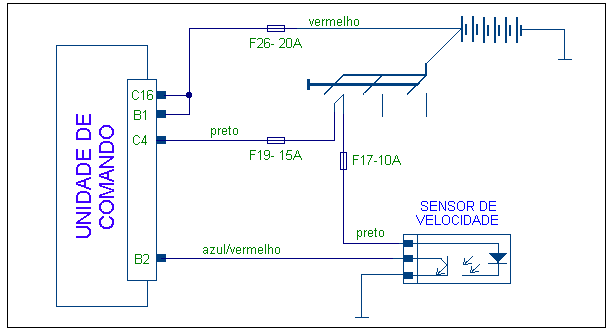 vermelho
F26- 20A
C16
B1
preto
C4
F19- 15A
F17-10A
UNIDADE DE
COMANDO
SENSOR DE
VELOCIDADE
preto
azul/vermelho
B2